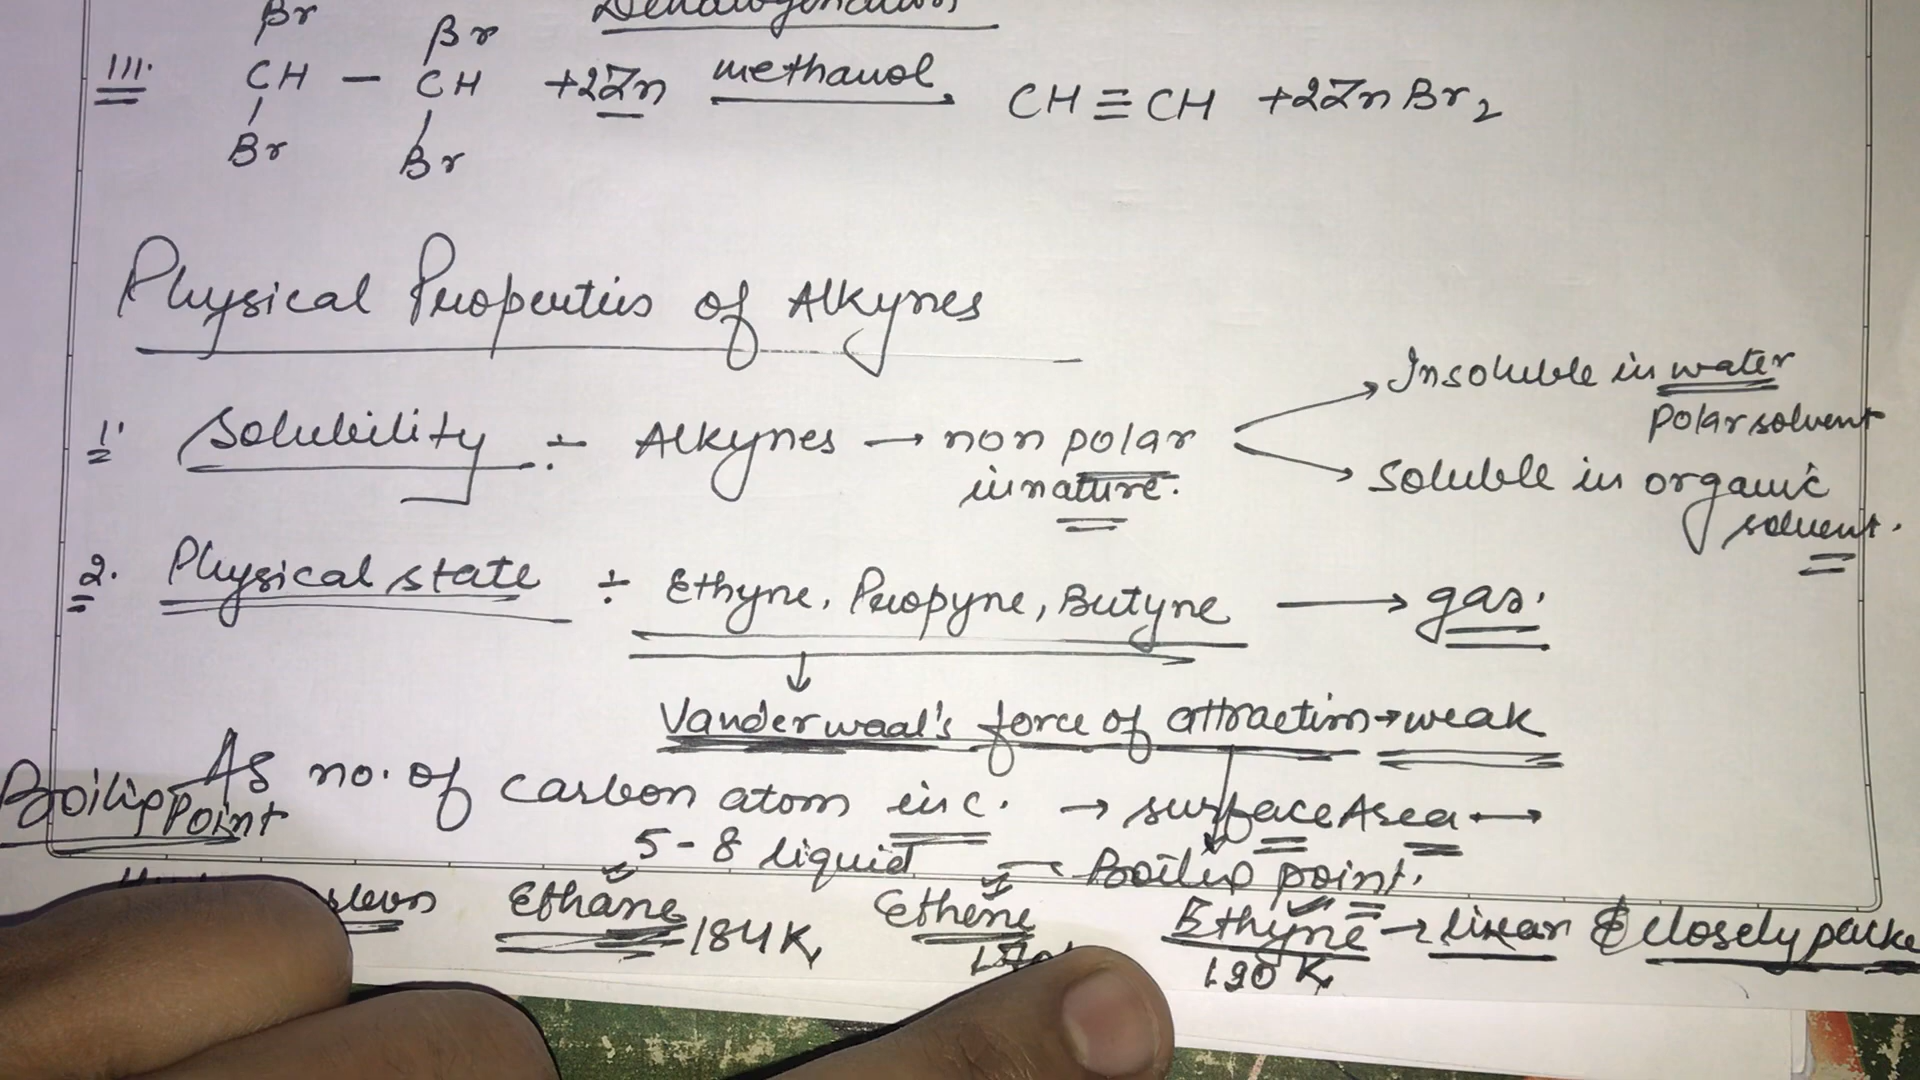 Dehalogenation
Br Br
III. CH — CH +2Zn methanol → CH ≡ CH +2ZnBr2
Br Br
Physical Properties of Alkynes
1. Solubility ÷ Alkynes → non polar in nature.
→ Insoluble in water
polar solvent
→ Soluble in organic
solvent.
2. Physical state ÷ Ethyne, Propyne, Butyne → gas.
↓
Vanderwaal's force of attraction → weak
As no. of carbon atom inc. → surface Area →
Boiling Point
5-8 liquid Boiling point.
Ethane Ethene Ethyne → linear & closely packe
184K, 190 K,